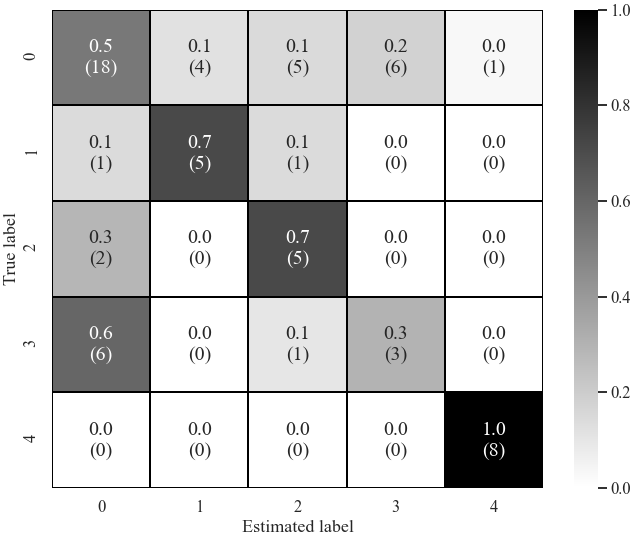 0.5 0.1 0.1 0.2 0.0
(18) (4) (5) (6) (1)
0.1 0.7 0.1 0.0 0.0
(1) (5) (1) (0) (0)
0.3 0.0 0.7 0.0 0.0
(2) (0) (5) (0) (0)
0.6 0.0 0.1 0.3 0.0
(6) (0) (1) (3) (0)
0.0 0.0 0.0 0.0 1.0
(0) (0) (0) (0) (8)
0 1 2 3 4
Estimated label
True label
0
1
2
3
4
1.0
0.8
0.6
0.4
0.2
0.0